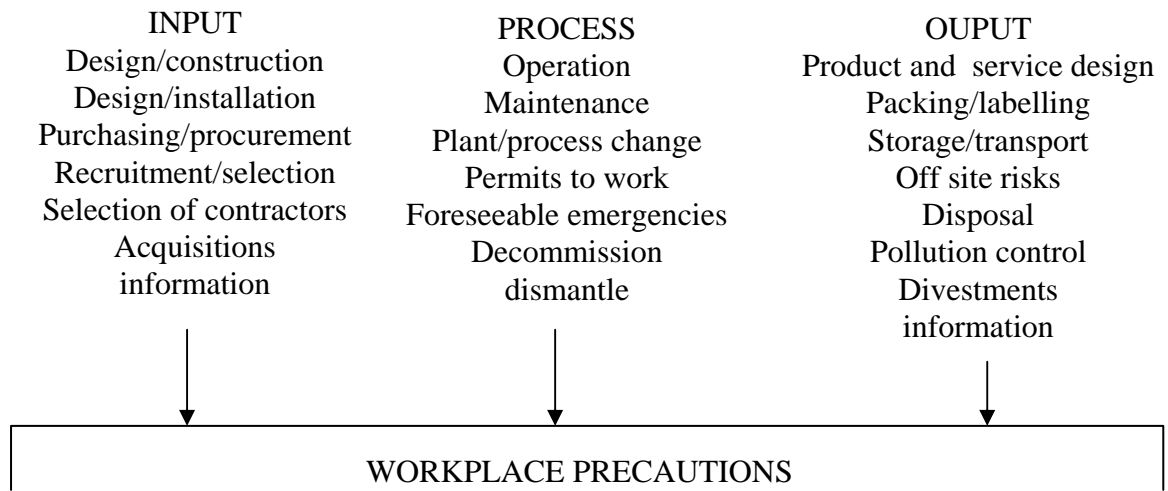 INPUT
Design/construction
Design/installation
Purchasing/procurement
Recruitment/selection
Selection of contractors
Acquisitions
information
PROCESS
Operation
Maintenance
Plant/process change
Permits to work
Foreseeable emergencies
Decommission
dismantle
OUPUT
Product and service design
Packing/labelling
Storage/transport
Off site risks
Disposal
Pollution control
Divestments
information
WORKPLACE PRECAUTIONS